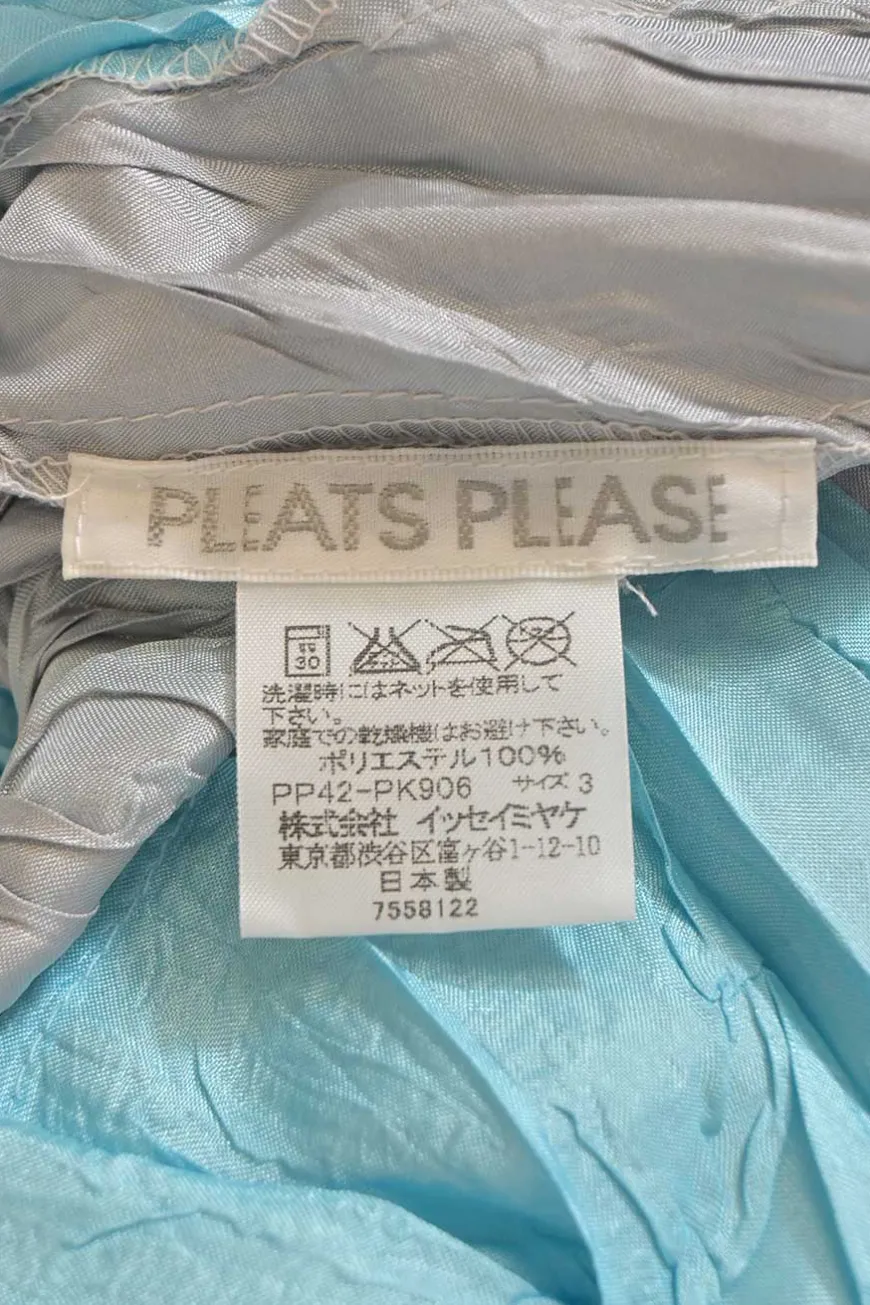 PLEATS PLEASE
30
洗濯時にはネットを使用して
下さい。
家庭での乾燥機はお避け下さい。
ポリエステル100%
PP42-PK906 サイズ 3
株式会社 イッセイミヤケ
東京都渋谷区富ヶ谷1-12-10
日本製
7558122